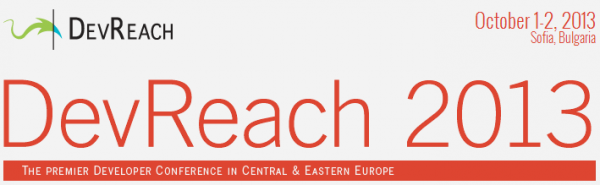 DevReach
October 1-2, 2013
Sofia, Bulgaria
DevReach 2013
The premier Developer Conference in Central & Eastern Europe